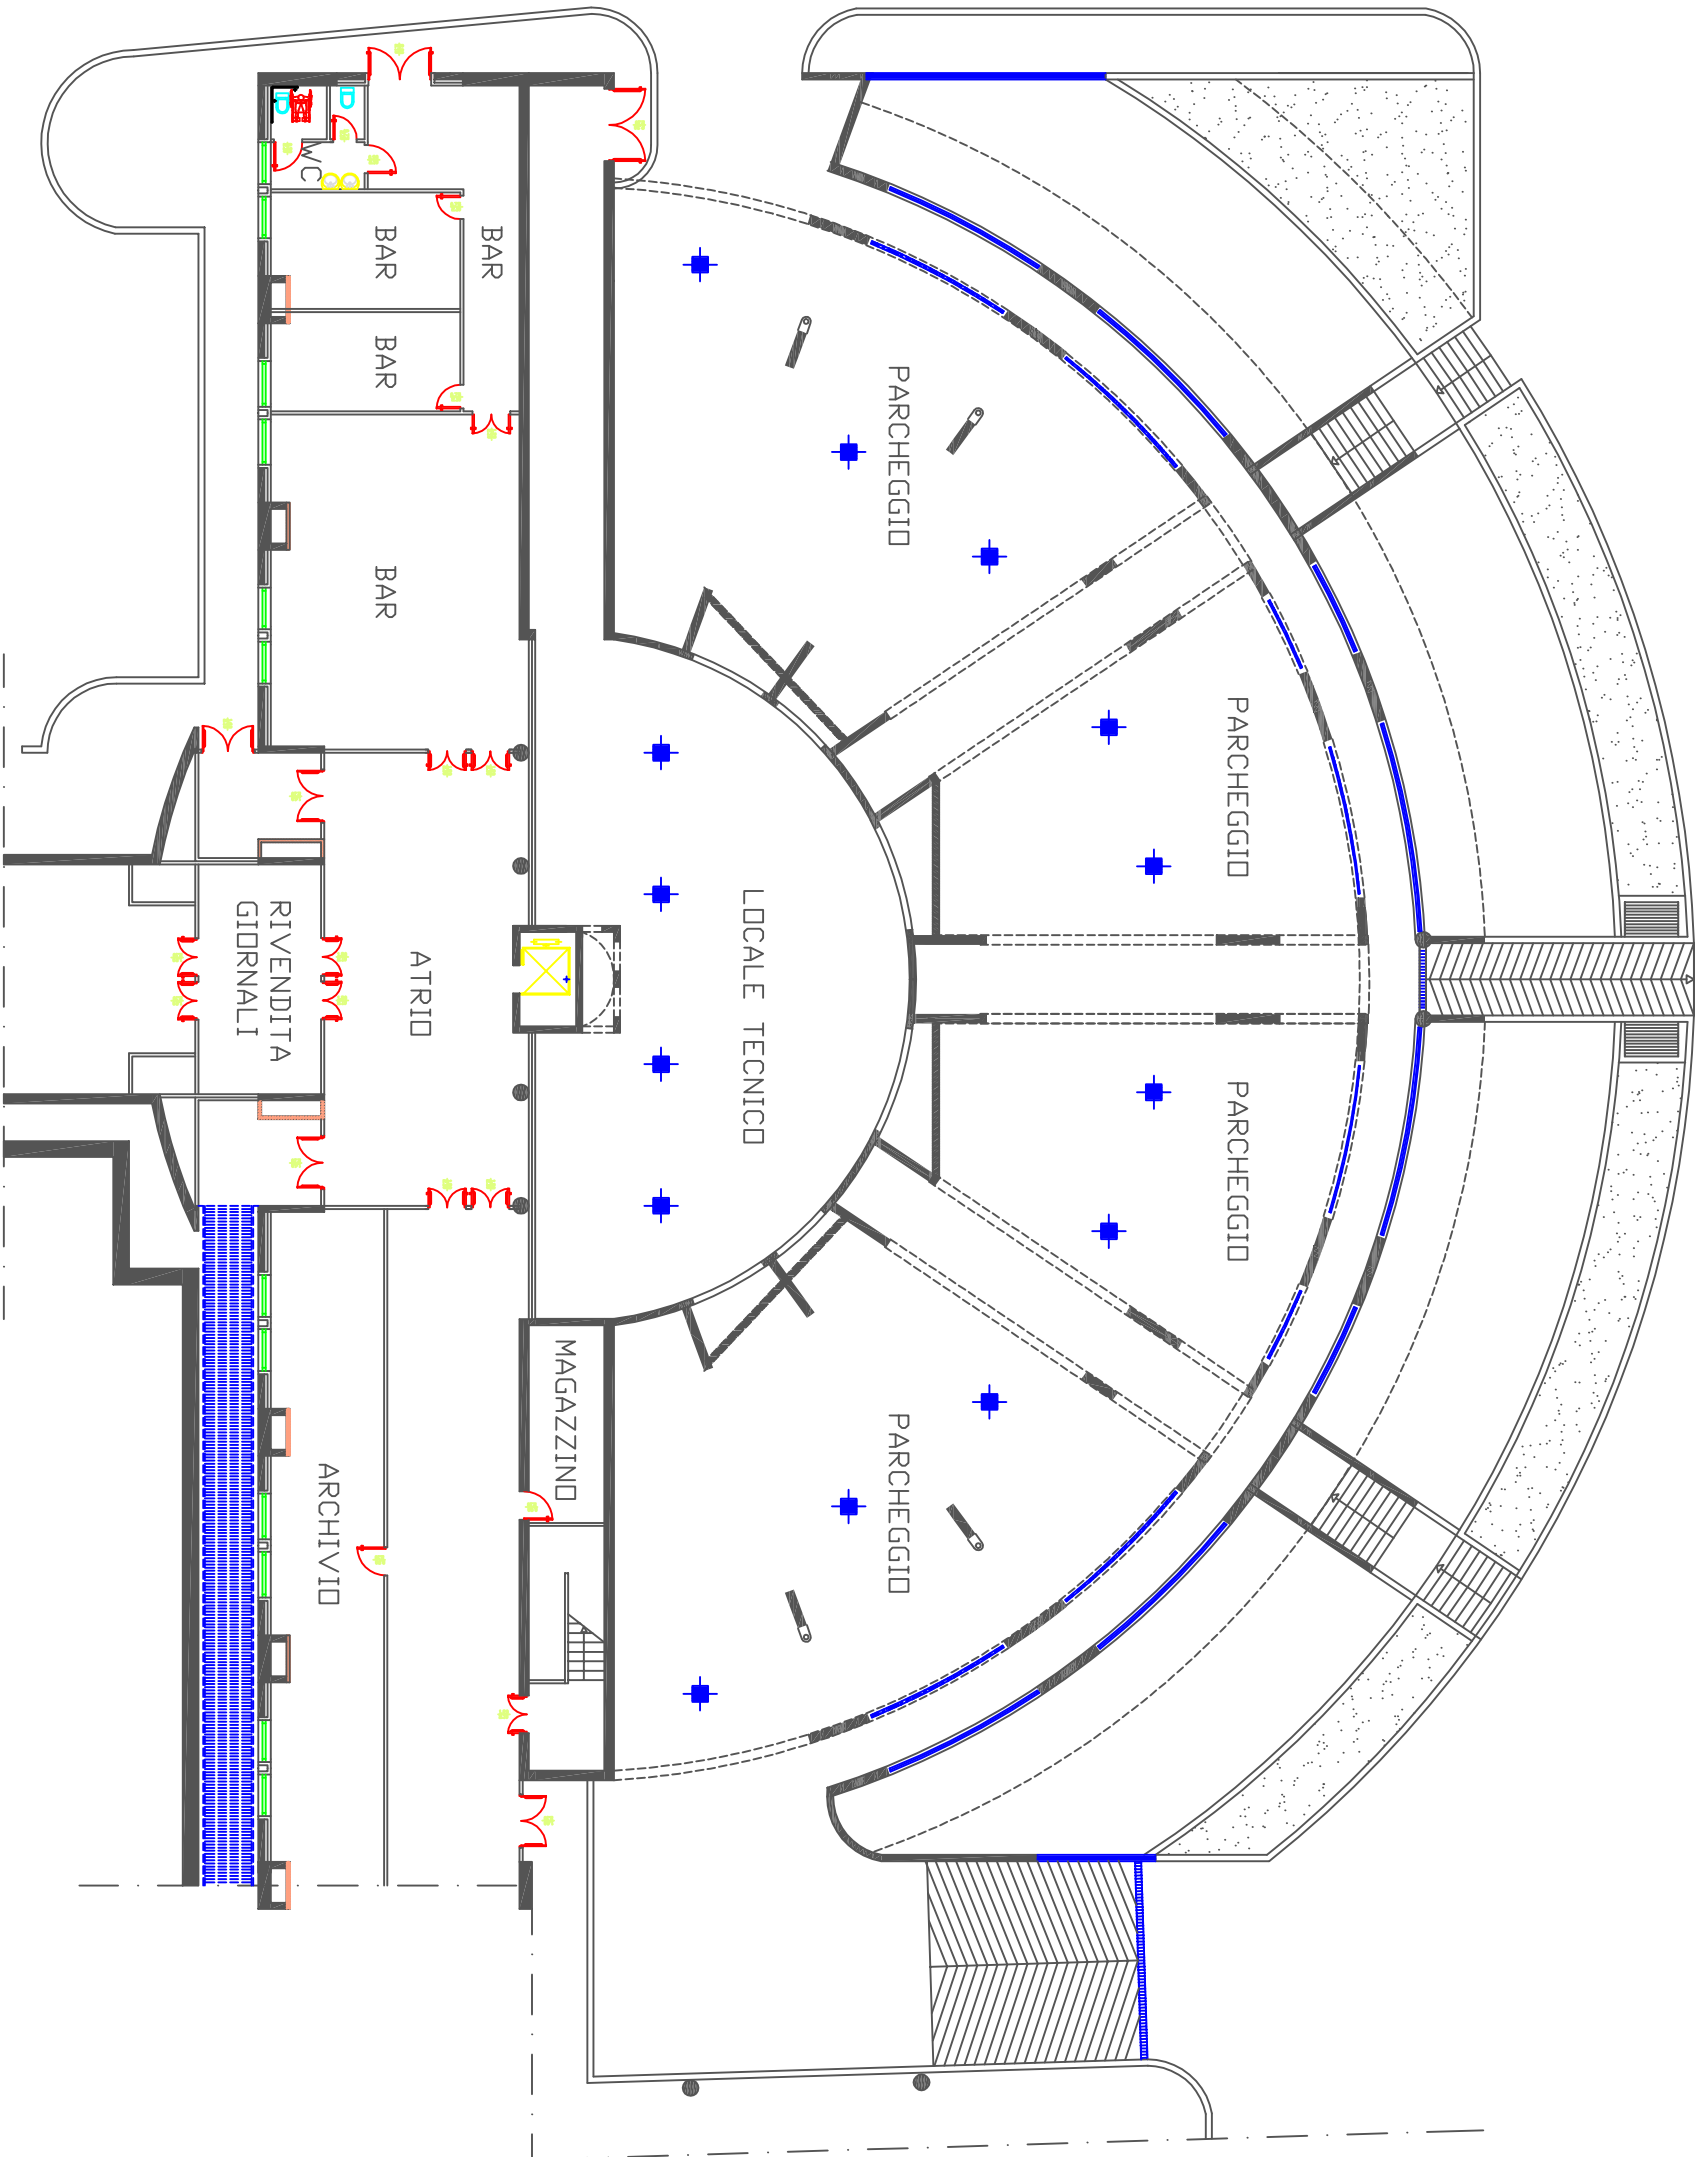 WC
BAR
BAR
BAR
BAR
PARCHEGGIO
PARCHEGGIO
LOCALE TECNICO
ATRIO
RIVENDITA
GIORNALI
PARCHEGGIO
PARCHEGGIO
MAGAZZINO
ARCHIVIO